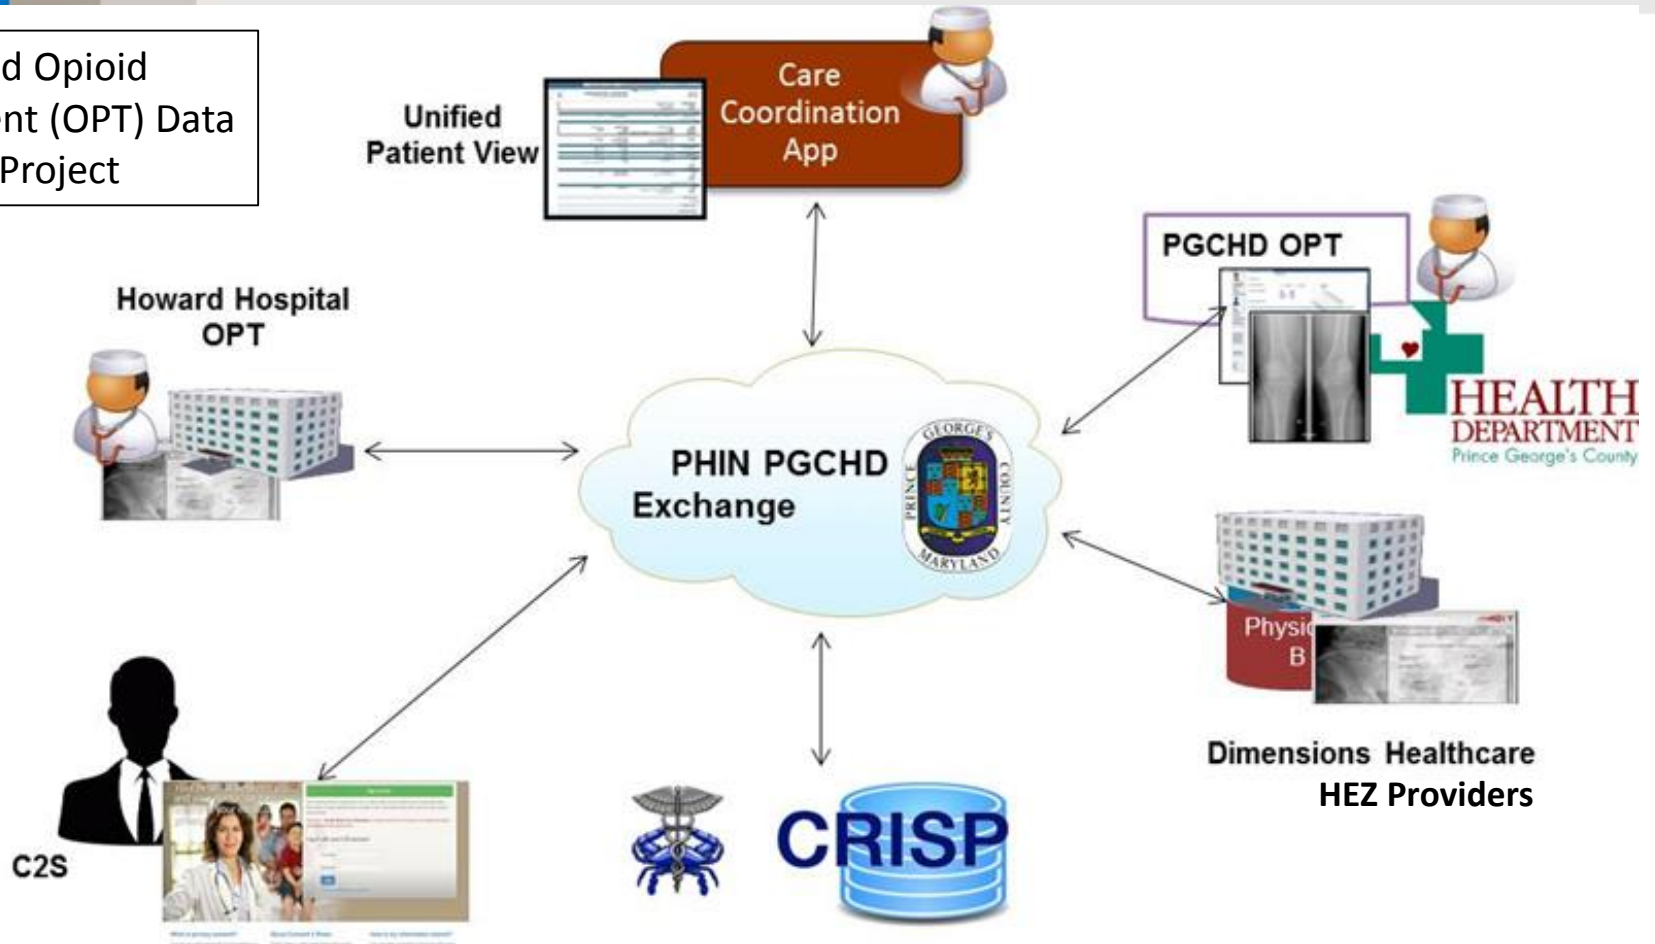 d Opioid
nt (OPT) Data
Project
Unified
Patient View
Care
Coordination
App
PGCHD OPT
HEALTH
DEPARTMENT
Prince George's County
Howard Hospital
OPT
PHIN PGCHD
Exchange
PRINCE GEORGE'S COUNTY MARYLAND
Physic
B
Dimensions Healthcare
HEZ Providers
C2S
CRISP